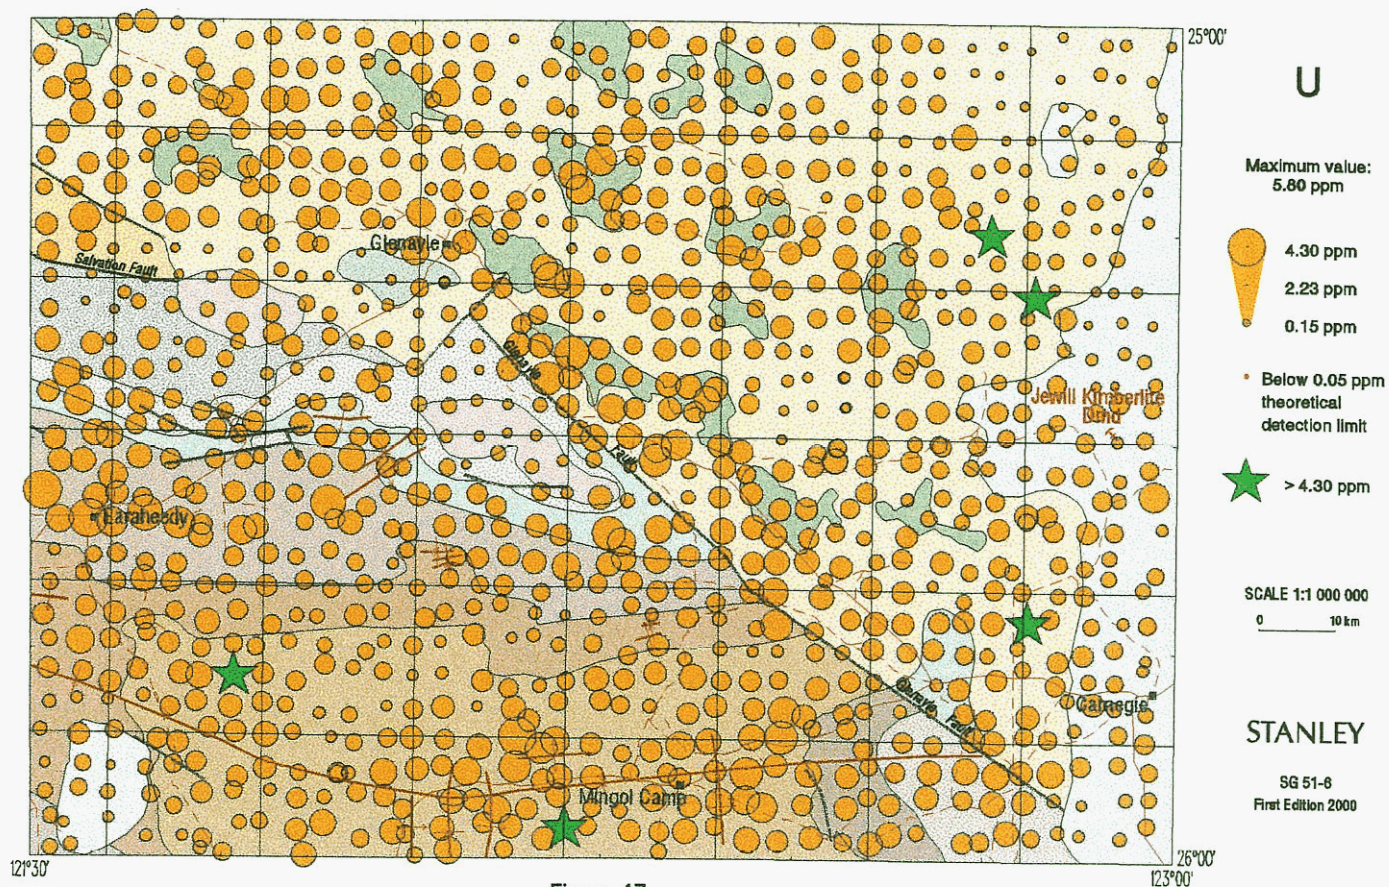 25°00'
U
Maximum value:
5.80 ppm
4.30 ppm
2.23 ppm
0.15 ppm
Below 0.05 ppm
theoretical
detection limit
> 4.30 ppm
SCALE 1:1 000 000
0 10 km
STANLEY
SG 51-6
First Edition 2000
Glenayle
Salvation Fault
Glenayle
Fault
Jewill Kimberlite
Earaheedy
Glenayle Fault
Carnegie
Mingol Camp
121°30'
26°00'
123°00'